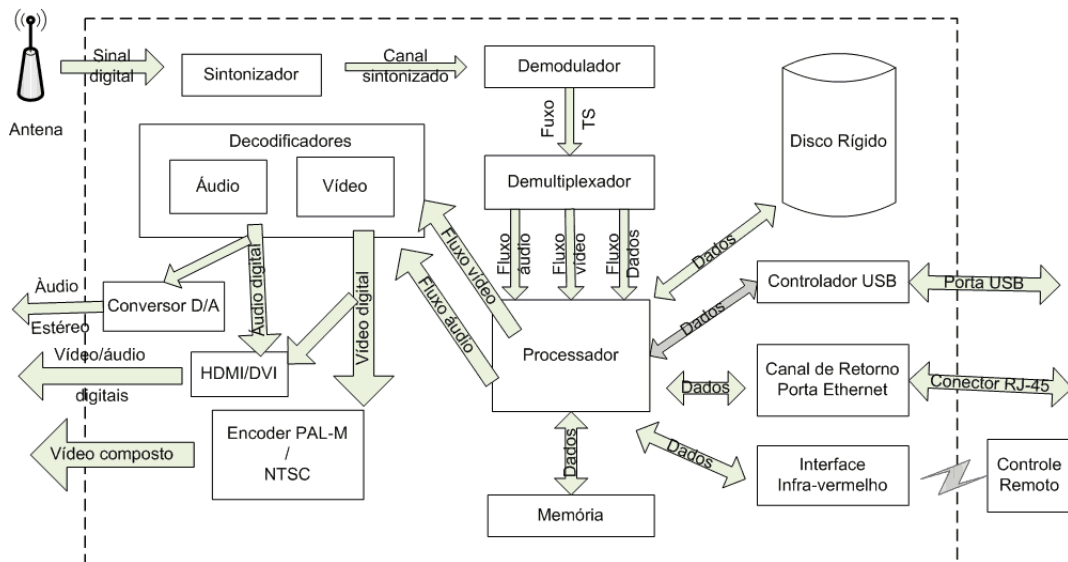 Antena
Sinal
digital
Sintonizador
Canal
sintonizado
Demodulador
Fuxo
TS
Disco Rígido
Decodificadores
Áudio
Vídeo
Demultiplexador
Fluxo
áudio
Fluxo
vídeo
Fluxo
Dados
Fluxo vídeo
Fluxo áudio
Áudio digital
Vídeo digital
Dados
Controlador USB
Porta USB
Dados
Processador
Àudio
Estéreo
Conversor D/A
Vídeo/áudio
digitais
HDMI/DVI
Dados
Canal de Retorno
Porta Ethernet
Conector RJ-45
Vídeo composto
Encoder PAL-M
/
NTSC
Dados
Dados
Memória
Interface
Infra-vermelho
Controle
Remoto